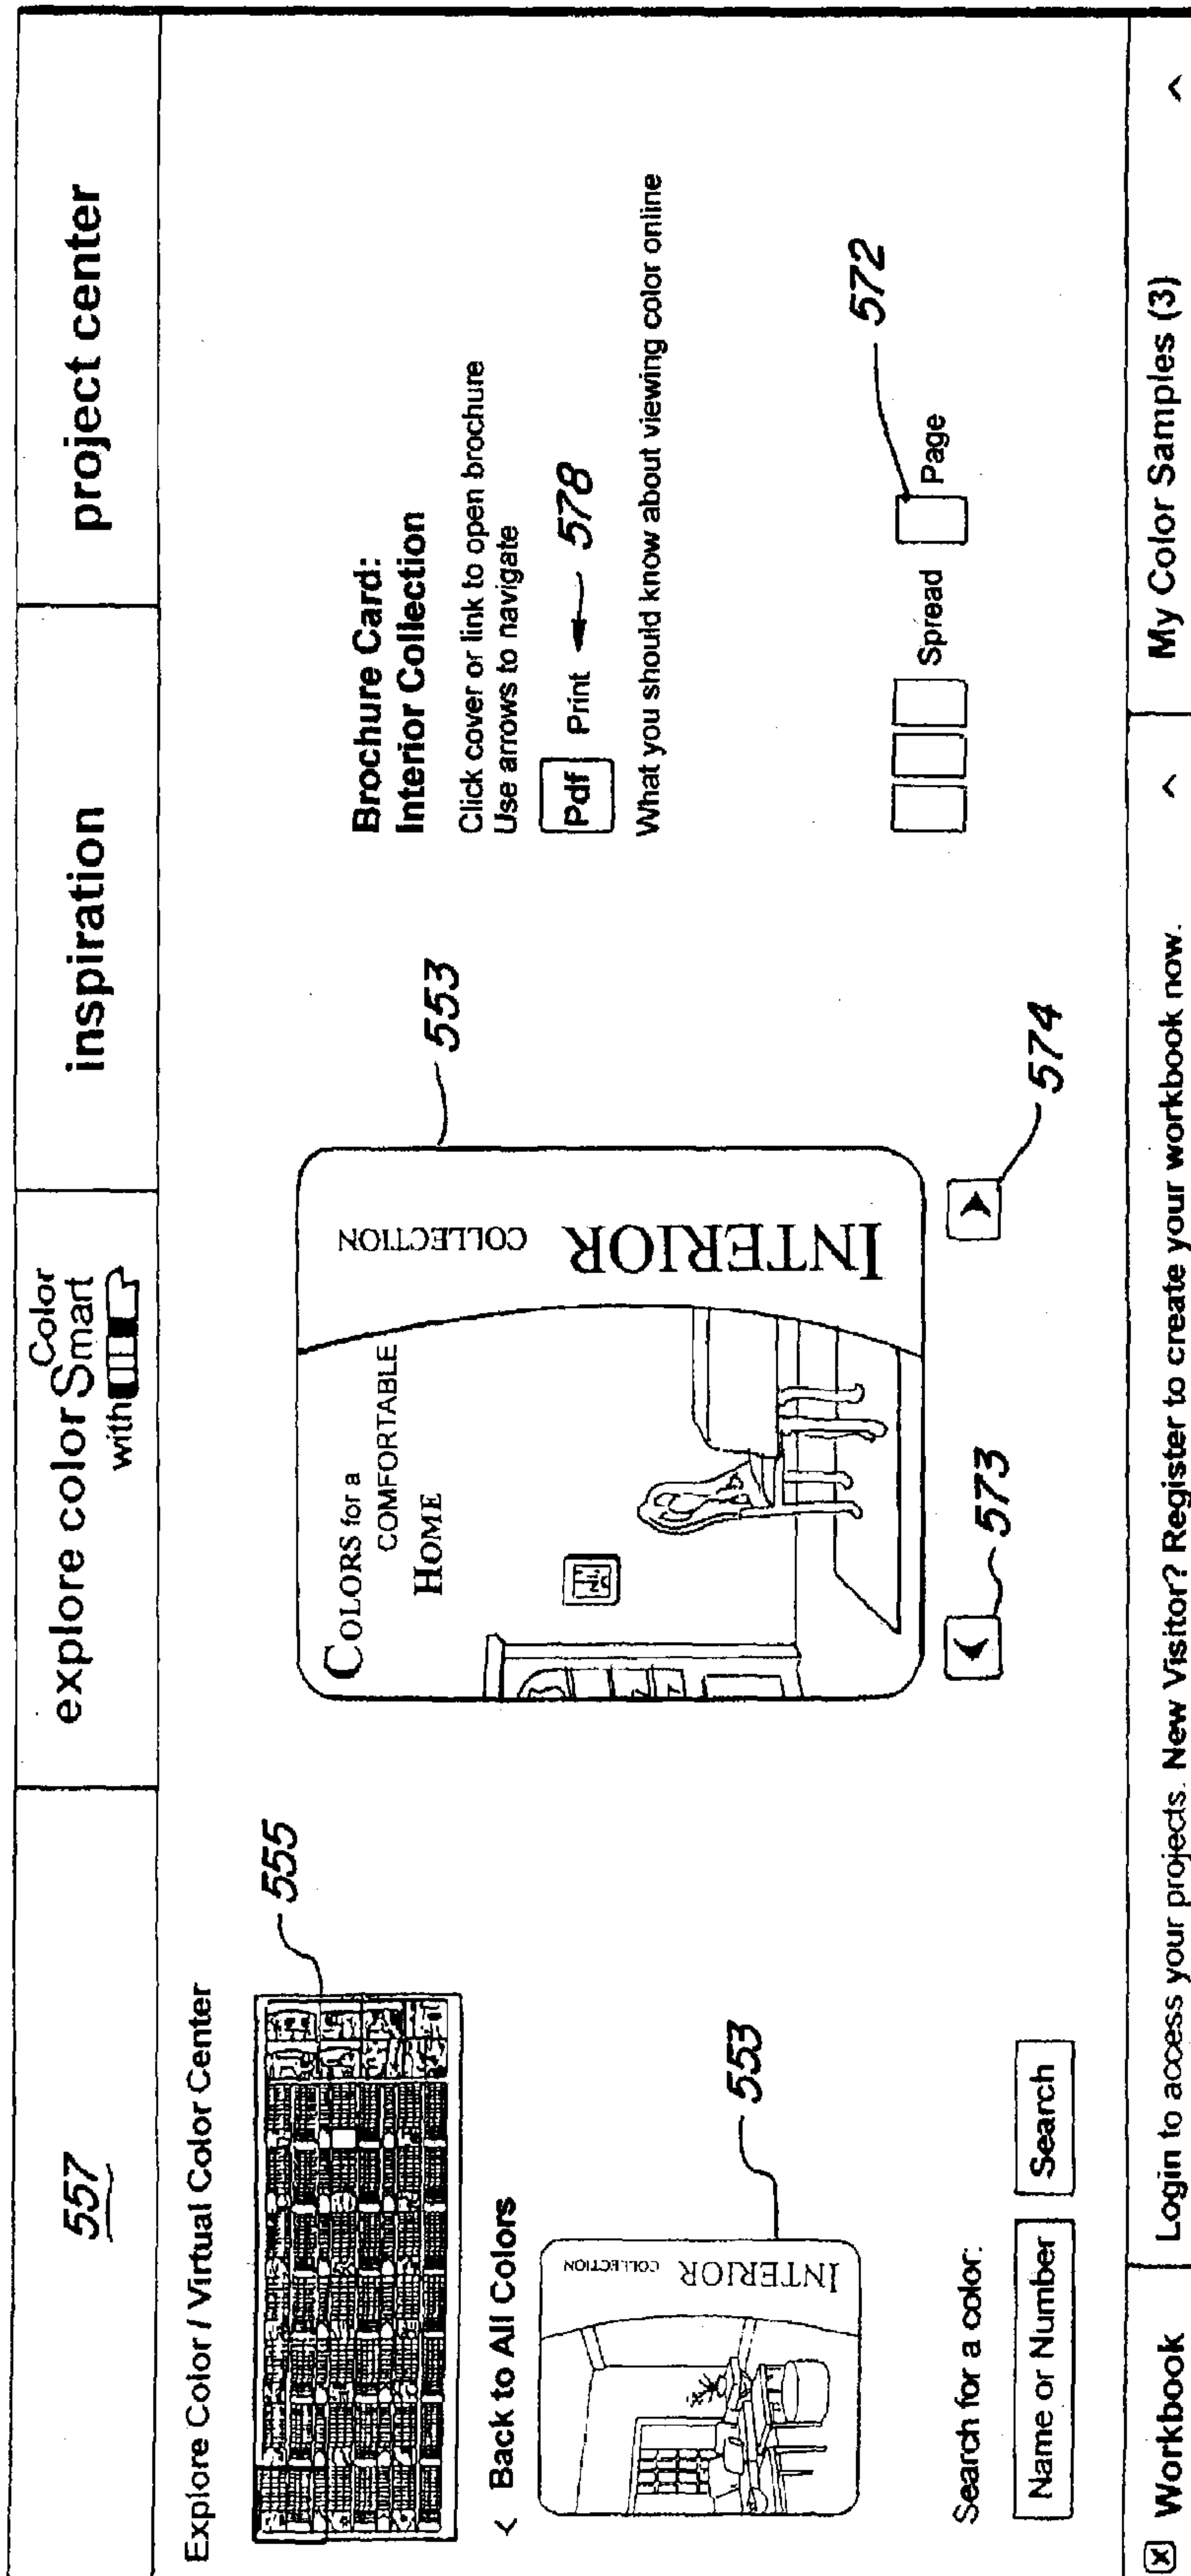 557
explore color
Color
Smart
with
inspiration
project center
Explore Color / Virtual Color Center
555
< Back to All Colors
INTERIOR
COLLECTION
553
Search for a color:
Name or Number
Search
COLORS for a
COMFORTABLE
HOME
INTERIOR
COLLECTION
553
573
574
Brochure Card:
Interior Collection
Click cover or link to open brochure
Use arrows to navigate
Pdf Print 578
What you should know about viewing color online
Spread
Page
572
X Workbook
Login to access your projects. New Visitor? Register to create your workbook now. ^
My Color Samples (3) ^